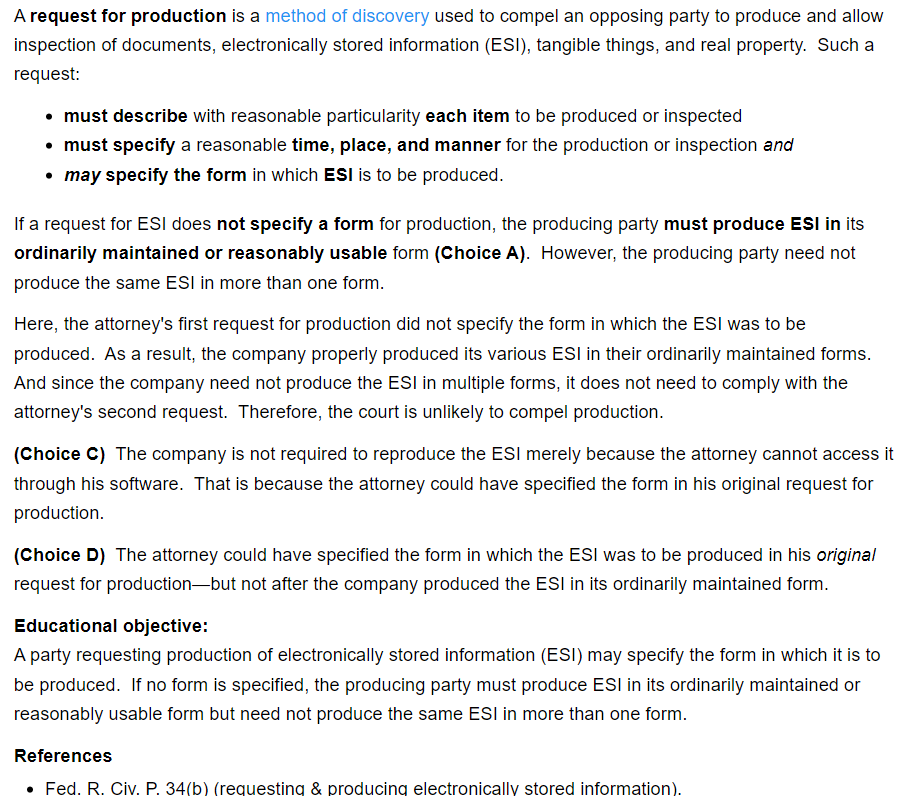 A request for production is a method of discovery used to compel an opposing party to produce and allow
inspection of documents, electronically stored information (ESI), tangible things, and real property.  Such a
request:
• must describe with reasonable particularity each item to be produced or inspected
• must specify a reasonable time, place, and manner for the production or inspection and
• may specify the form in which ESI is to be produced.
If a request for ESI does not specify a form for production, the producing party must produce ESI in its
ordinarily maintained or reasonably usable form (Choice A).  However, the producing party need not
produce the same ESI in more than one form.
Here, the attorney's first request for production did not specify the form in which the ESI was to be
produced.  As a result, the company properly produced its various ESI in their ordinarily maintained forms.
And since the company need not produce the ESI in multiple forms, it does not need to comply with the
attorney's second request.  Therefore, the court is unlikely to compel production.
(Choice C)  The company is not required to reproduce the ESI merely because the attorney cannot access it
through his software.  That is because the attorney could have specified the form in his original request for
production.
(Choice D)  The attorney could have specified the form in which the ESI was to be produced in his original
request for production—but not after the company produced the ESI in its ordinarily maintained form.
Educational objective:
A party requesting production of electronically stored information (ESI) may specify the form in which it is to
be produced.  If no form is specified, the producing party must produce ESI in its ordinarily maintained or
reasonably usable form but need not produce the same ESI in more than one form.
References
• Fed. R. Civ. P. 34(b) (requesting & producing electronically stored information).